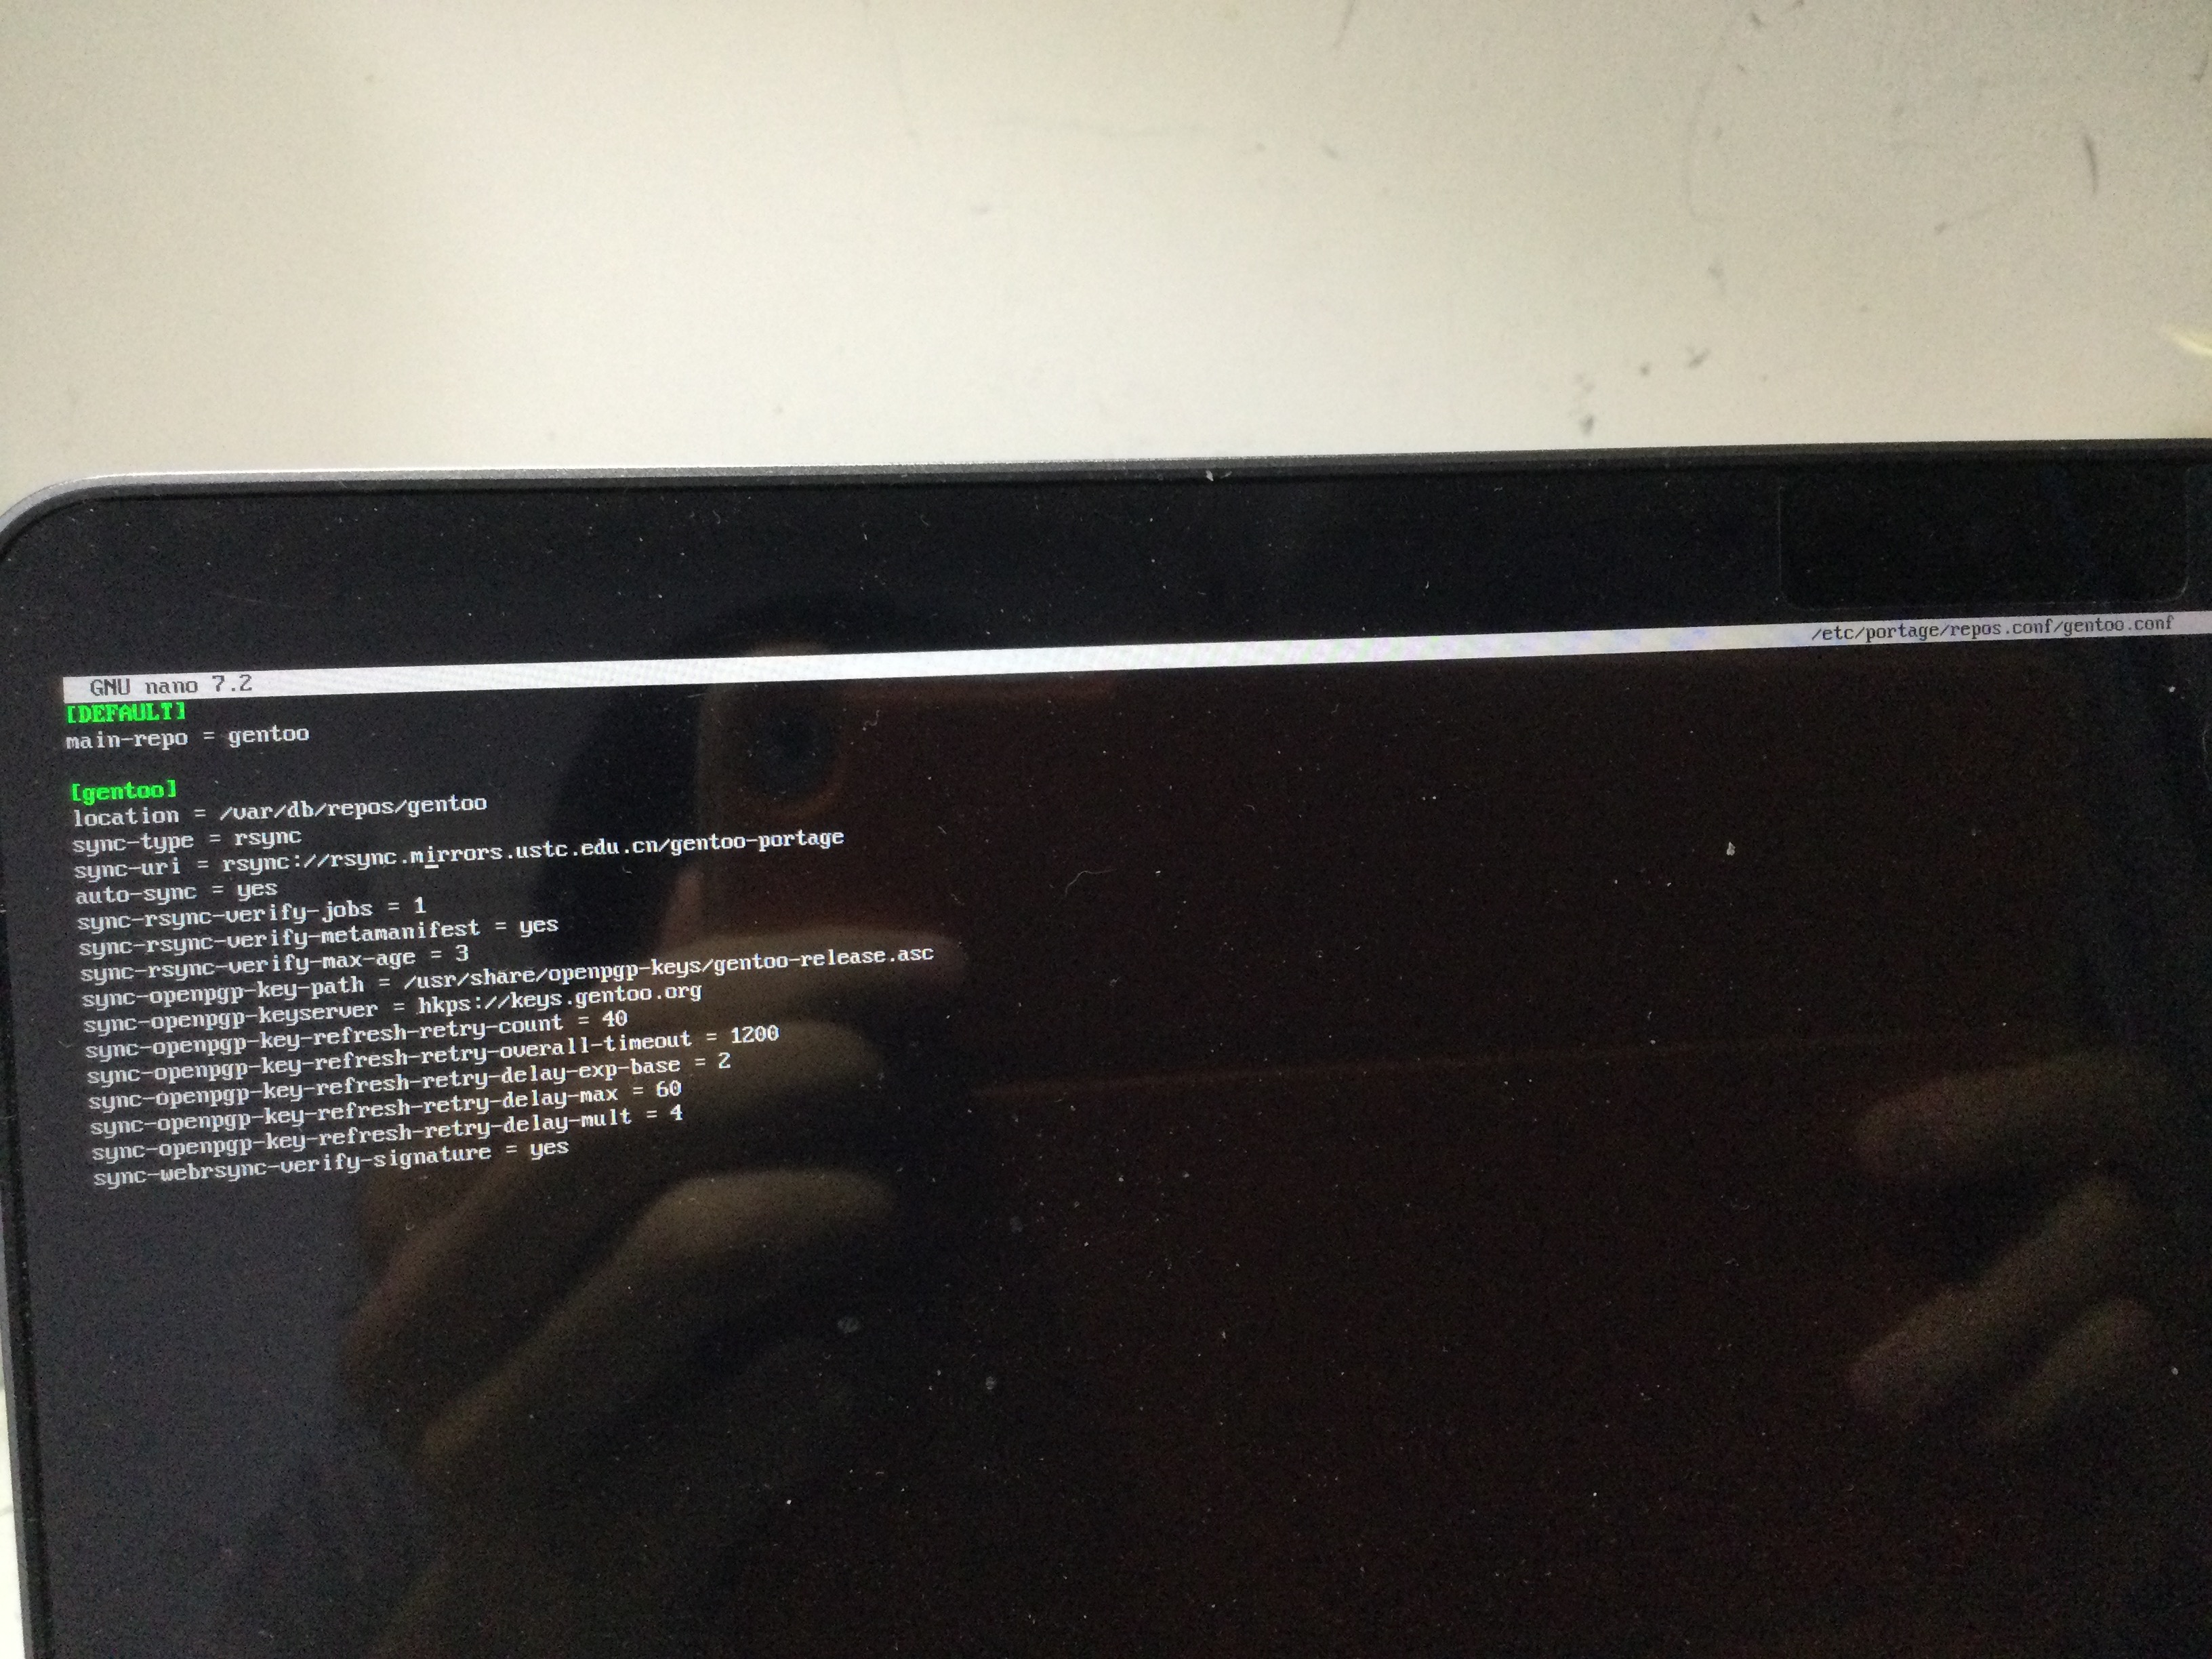 GNU nano 7.2 /etc/portage/repos.conf/gentoo.conf
[DEFAULT]
main-repo = gentoo
[gentoo]
location = /var/db/repos/gentoo
sync-type = rsync
sync-uri = rsync://rsync.mirrors.ustc.edu.cn/gentoo-portage
auto-sync = yes
sync-rsync-verify-jobs = 1
sync-rsync-verify-metamanifest = yes
sync-rsync-verify-max-age = 3
sync-openpgp-key-path = /usr/share/openpgp-keys/gentoo-release.asc
sync-openpgp-keyserver = hkps://keys.gentoo.org
sync-openpgp-key-refresh-retry-count = 40
sync-openpgp-key-refresh-retry-overall-timeout = 1200
sync-openpgp-key-refresh-retry-delay-exp-base = 2
sync-openpgp-key-refresh-retry-delay-max = 60
sync-openpgp-key-refresh-retry-delay-mult = 4
sync-webrsync-verify-signature = yes